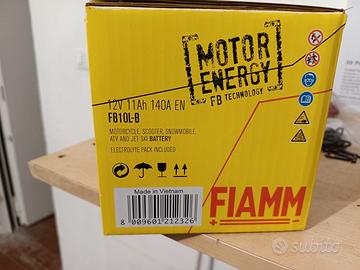 MOTOR
ENERGY
FB TECHNOLOGY
12V 11Ah 140A EN
FB10L-B
MOTORCYCLE, SCOOTER, SNOWMOBILE,
ATV AND JET SKI BATTERY
ELECTROLYTE PACK INCLUDED
Made in Vietnam
8 009601 212326
FIAMM
subito